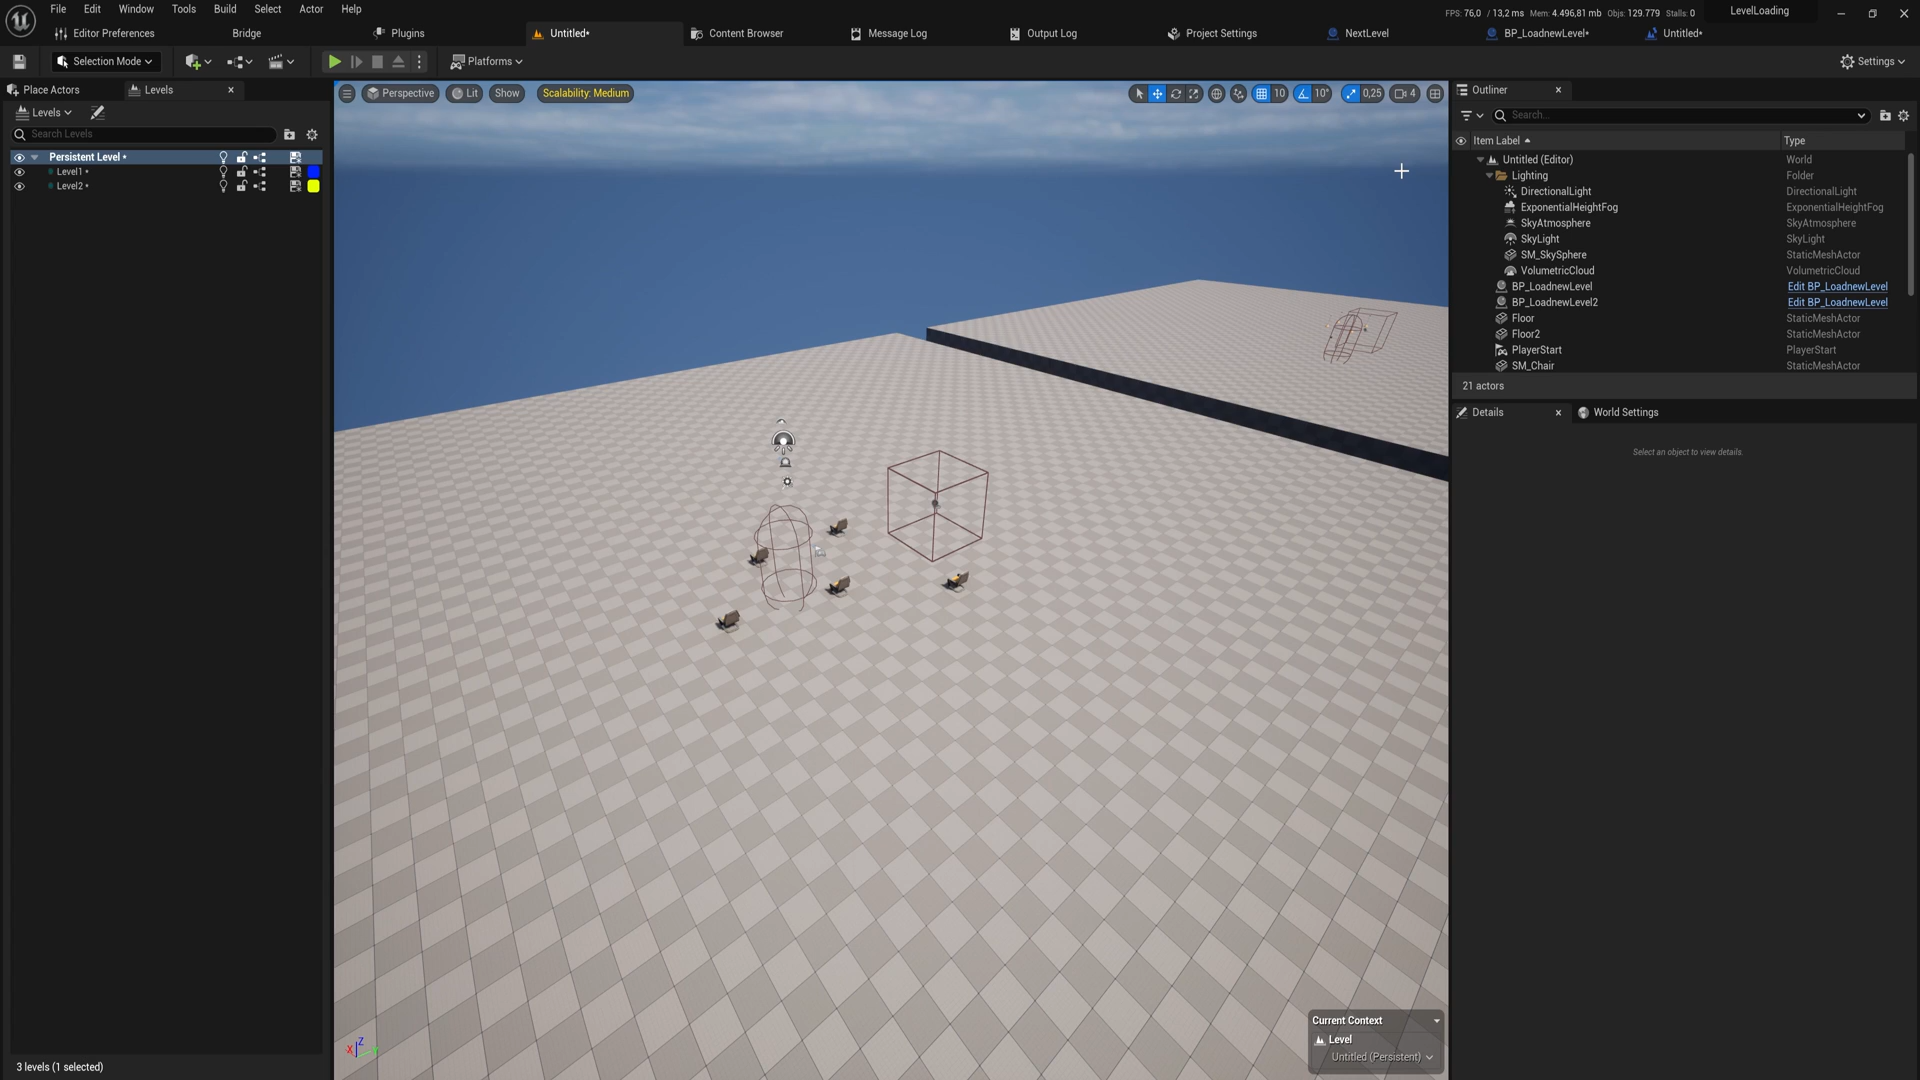 File Edit Window Tools Build Select Actor Help
FPS: 76,0 / 13,2 ms Mem: 4.496,81 mb Objs: 129.779 Stalls: 0
LevelLoading
Editor Preferences
Bridge
Plugins
Untitled*
Content Browser
Message Log
Output Log
Project Settings
NextLevel
BP_LoadnewLevel*
Untitled*
Selection Mode
Platforms
Settings
Place Actors
Levels
Levels
Search Levels
Persistent Level *
Level1 *
Level2 *
3 levels (1 selected)
Perspective
Lit
Show
Scalability: Medium
10
10°
0,25
4
X Z Y
Current Context
Level
Untitled (Persistent)
Outliner
Search...
Item Label Type
Untitled (Editor) World
Lighting Folder
DirectionalLight DirectionalLight
ExponentialHeightFog ExponentialHeightFog
SkyAtmosphere SkyAtmosphere
SkyLight SkyLight
SM_SkySphere StaticMeshActor
VolumetricCloud VolumetricCloud
BP_LoadnewLevel Edit BP_LoadnewLevel
BP_LoadnewLevel2 Edit BP_LoadnewLevel
Floor StaticMeshActor
Floor2 StaticMeshActor
PlayerStart PlayerStart
SM_Chair StaticMeshActor
21 actors
Details
World Settings
Select an object to view details.